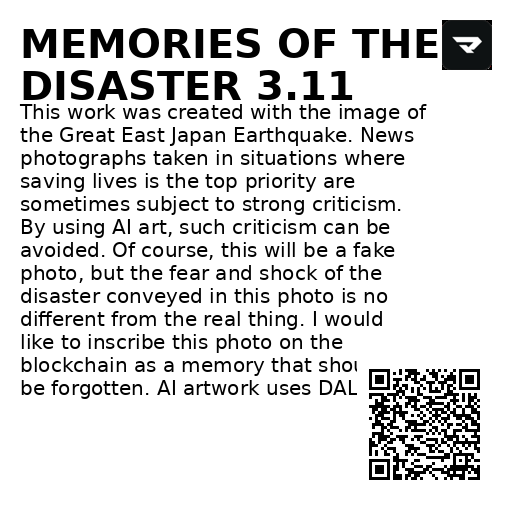 MEMORIES OF THE
DISASTER 3.11
This work was created with the image of
the Great East Japan Earthquake. News
photographs taken in situations where
saving lives is the top priority are
sometimes subject to strong criticism.
By using AI art, such criticism can be
avoided. Of course, this will be a fake
photo, but the fear and shock of the
disaster conveyed in this photo is no
different from the real thing. I would
like to inscribe this photo on the
blockchain as a memory that
be forgotten. AI artwork uses